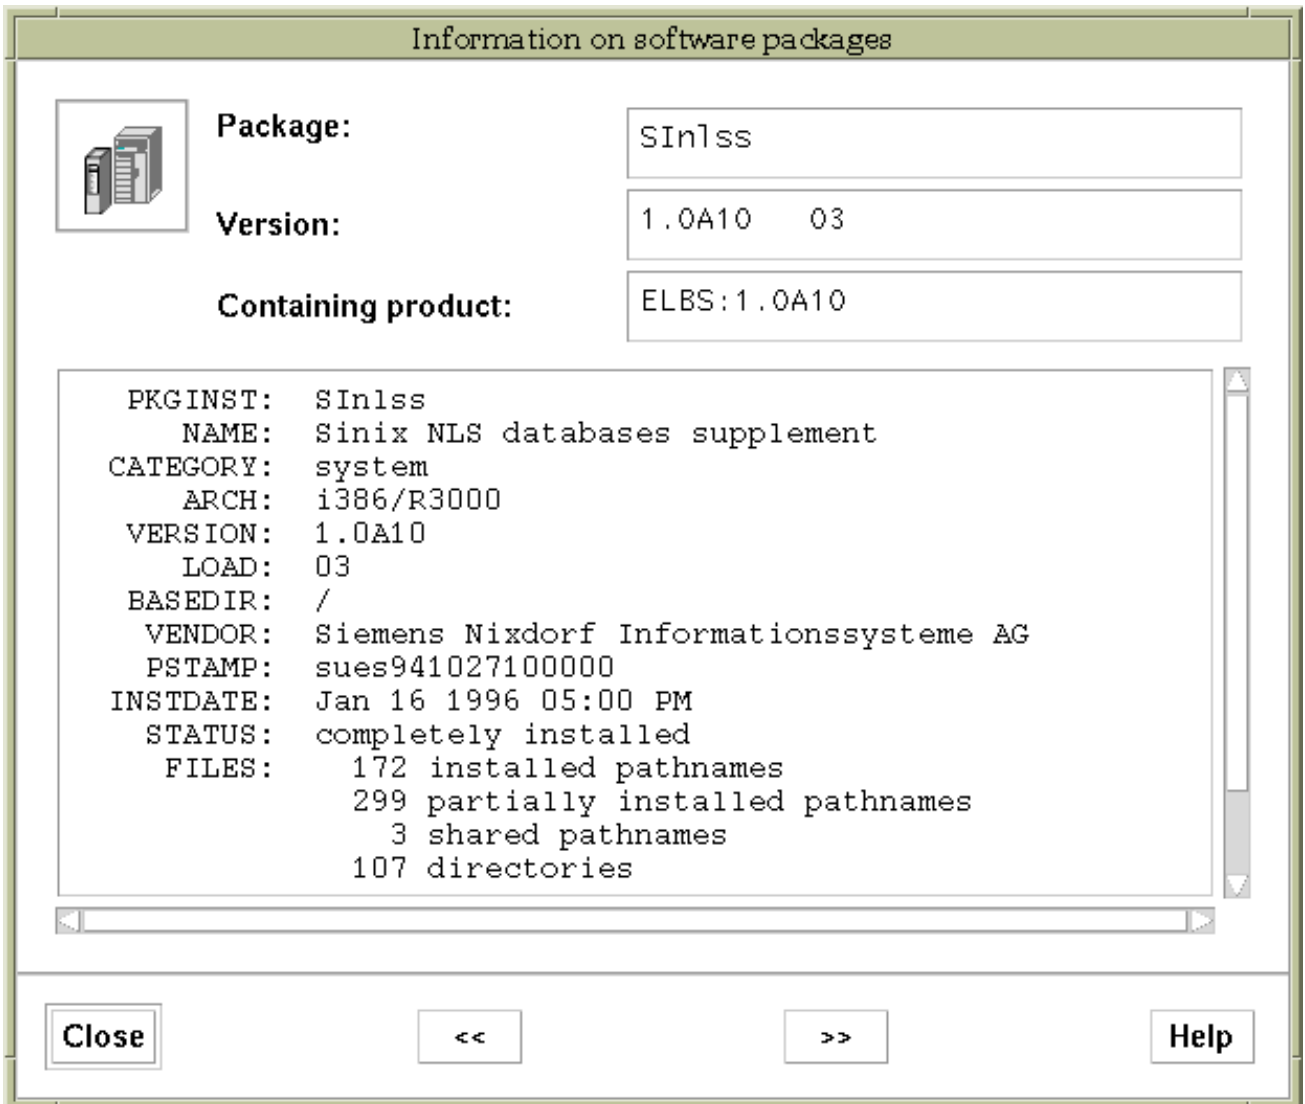 Information on software packages
Package: SInlss
Version: 1.0A10 03
Containing product: ELBS:1.0A10
PKGINST: SInlss
NAME: Sinix NLS databases supplement
CATEGORY: system
ARCH: i386/R3000
VERSION: 1.0A10
LOAD: 03
BASEDIR: /
VENDOR: Siemens Nixdorf Informationssysteme AG
PSTAMP: sues941027100000
INSTDATE: Jan 16 1996 05:00 PM
STATUS: completely installed
FILES: 172 installed pathnames
299 partially installed pathnames
3 shared pathnames
107 directories
Close << >> Help